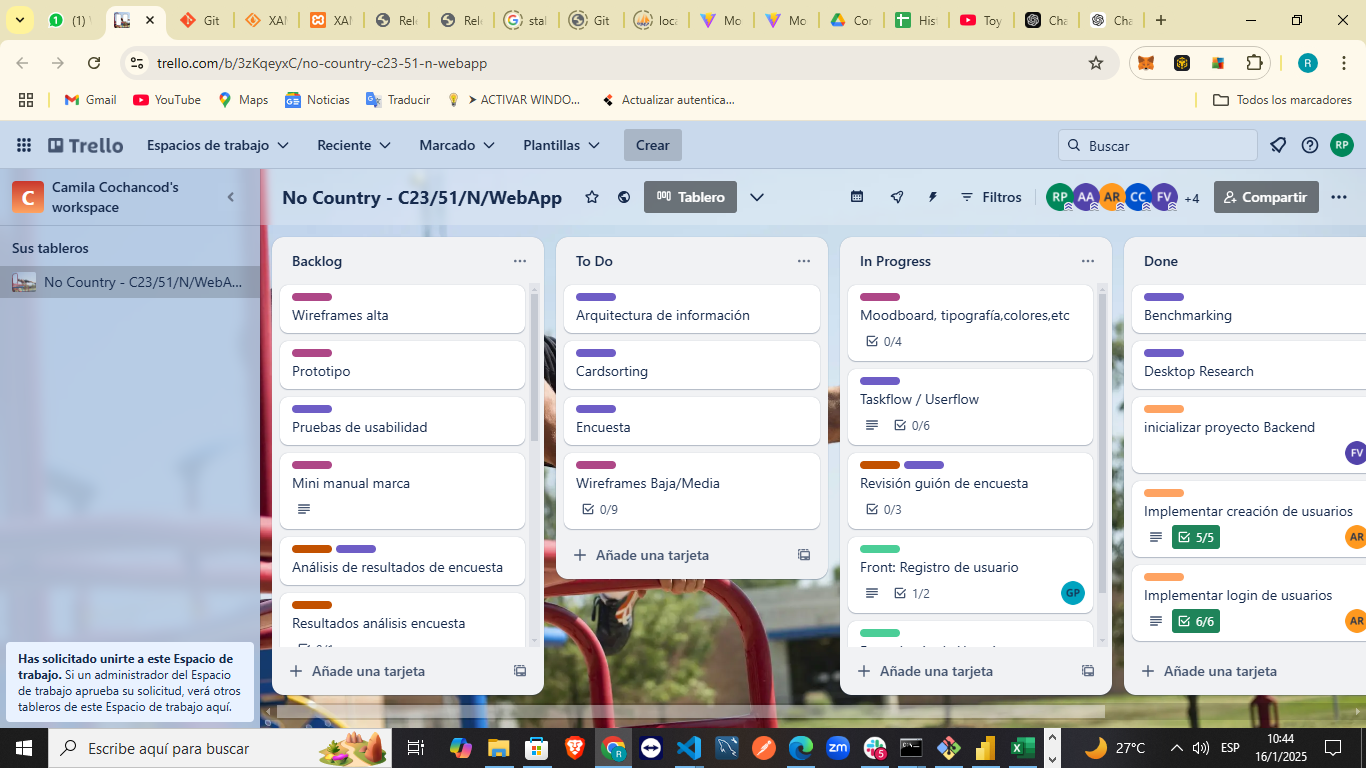 (1)
Git
XAM
XAM
Rele
Rele
stal
Git
loca
Mo
Mo
Cor
Hist
Toy
Cha
Cha
trello.com/b/3zKqeyxC/no-country-c23-51-n-webapp
R
Gmail
YouTube
Maps
Noticias
Traducir
➤ ACTIVAR WINDO...
Actualizar autentica...
Todos los marcadores
Trello
Espacios de trabajo
Reciente
Marcado
Plantillas
Crear
Buscar
RP
C
Camila Cochancod's
workspace
No Country - C23/51/N/WebApp
Tablero
Filtros
RP
AA
AR
CC
FV
+4
Compartir
Sus tableros
No Country - C23/51/N/WebA...
Backlog
Wireframes alta
Prototipo
Pruebas de usabilidad
Mini manual marca
Análisis de resultados de encuesta
Resultados análisis encuesta
Añade una tarjeta
To Do
Arquitectura de información
Cardsorting
Encuesta
Wireframes Baja/Media
0/9
Añade una tarjeta
In Progress
Moodboard, tipografía,colores,etc
0/4
Taskflow / Userflow
0/6
Revisión guión de encuesta
0/3
Front: Registro de usuario
1/2
GP
Añade una tarjeta
Done
Benchmarking
Desktop Research
inicializar proyecto Backend
FV
Implementar creación de usuarios
5/5
AR
Implementar login de usuarios
6/6
AR
Añade una tarjeta
Has solicitado unirte a este Espacio de
trabajo. Si un administrador del Espacio
de trabajo aprueba su solicitud, verá otros
tableros de este Espacio de trabajo aquí.
Escribe aquí para buscar
zm
5
27°C
ESP
10:44
16/1/2025